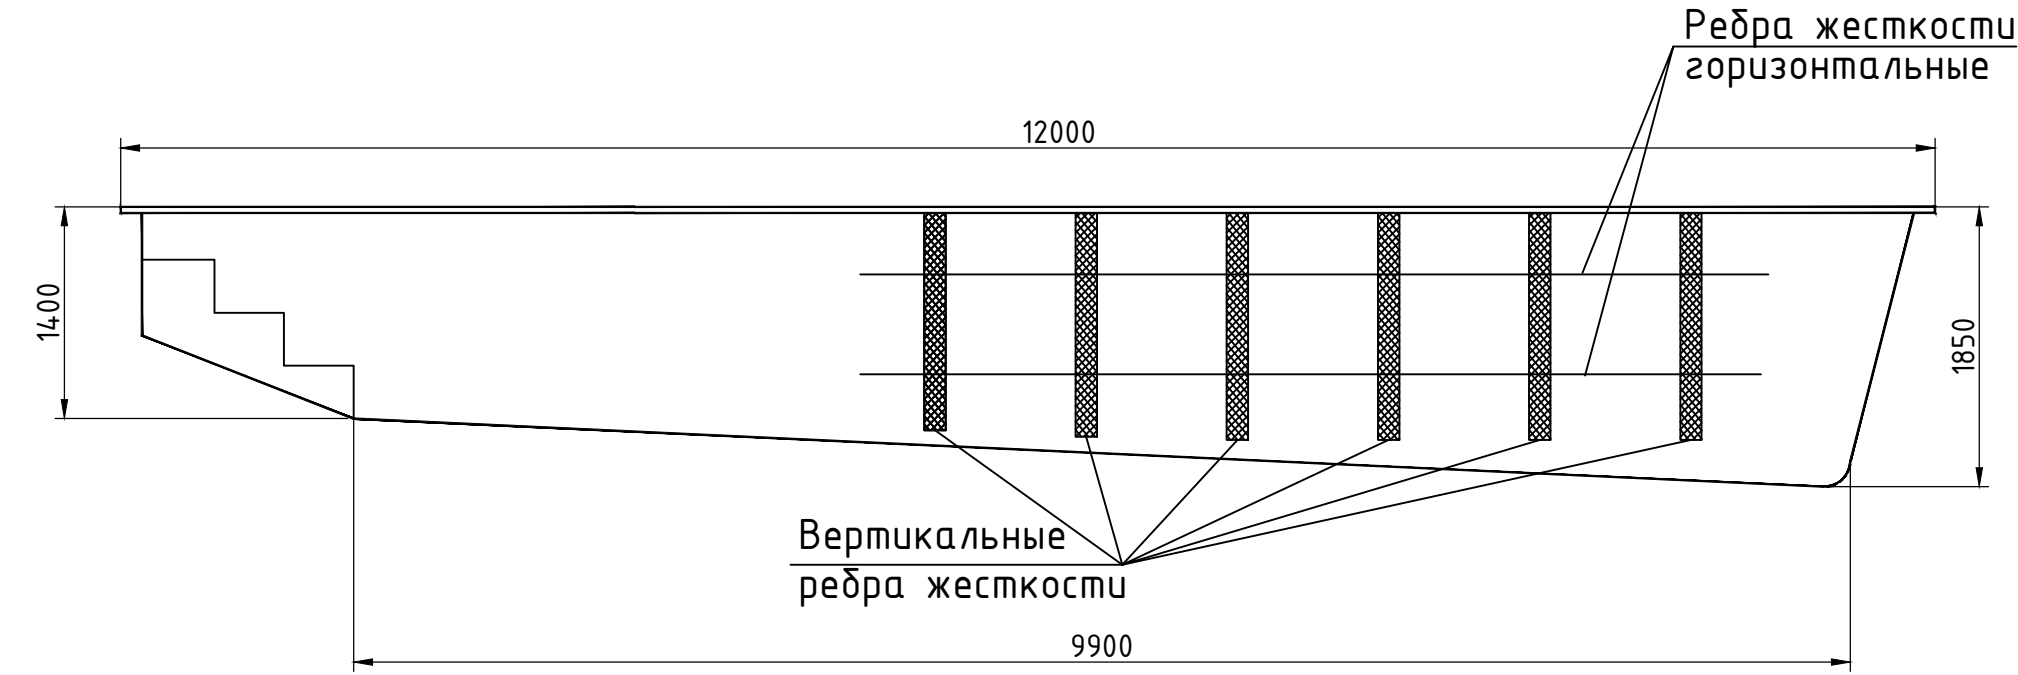 Ребра жесткости
горизонтальные
12000
1400
1850
Вертикальные
ребра жесткости
9900